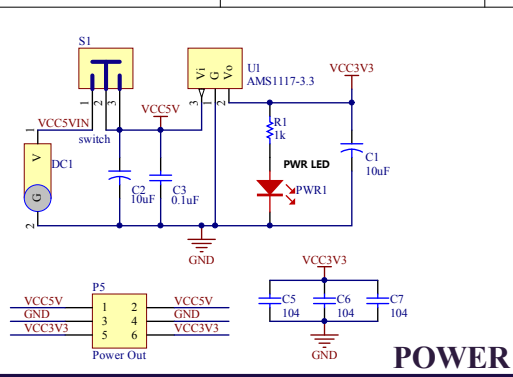 S1
U1
AMS1117-3.3
VCC3V3
Vi
G
Vo
1
2
3
3
1
2
VCC5V
VCC5VIN
switch
R1
1k
PWR LED
PWR1
C1
10uF
1
V
G
DC1
2
C2
10uF
C3
0.1uF
GND
P5
VCC5V 1 2 VCC5V
GND 3 4 GND
VCC3V3 5 6 VCC3V3
Power Out
VCC3V3
C5
104
C6
104
C7
104
GND
POWER